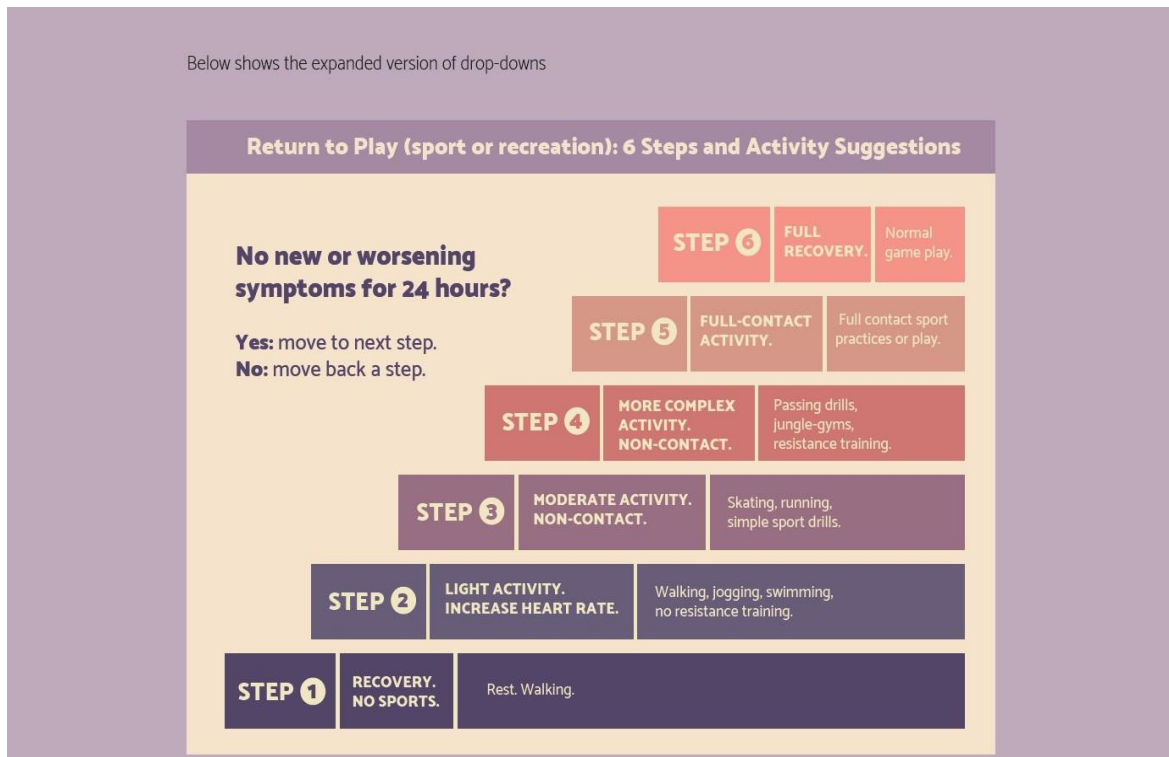 Below shows the expanded version of drop-downs
Return to Play (sport or recreation): 6 Steps and Activity Suggestions
No new or worsening
symptoms for 24 hours?
Yes: move to next step.
No: move back a step.
STEP 6
FULL
RECOVERY.
Normal
game play.
STEP 5
FULL-CONTACT
ACTIVITY.
Full contact sport
practices or play.
STEP 4
MORE COMPLEX
ACTIVITY.
NON-CONTACT.
Passing drills,
jungle-gyms,
resistance training.
STEP 3
MODERATE ACTIVITY.
NON-CONTACT.
Skating, running,
simple sport drills.
STEP 2
LIGHT ACTIVITY.
INCREASE HEART RATE.
Walking, jogging, swimming,
no resistance training.
STEP 1
RECOVERY.
NO SPORTS.
Rest. Walking.